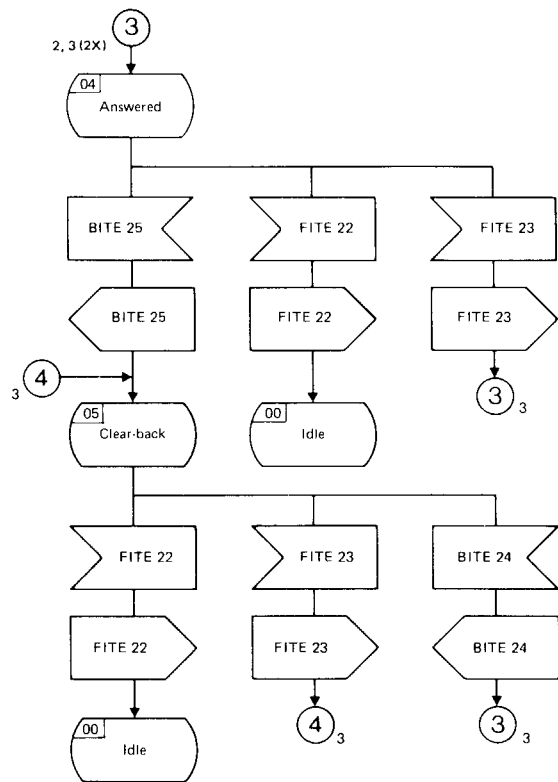 3
2, 3 (2X)
04
Answered
BITE 25
FITE 22
FITE 23
BITE 25
FITE 22
FITE 23
4
3
3
3
05
Clear-back
00
Idle
FITE 22
FITE 23
BITE 24
FITE 22
FITE 23
BITE 24
4
3
3
3
00
Idle